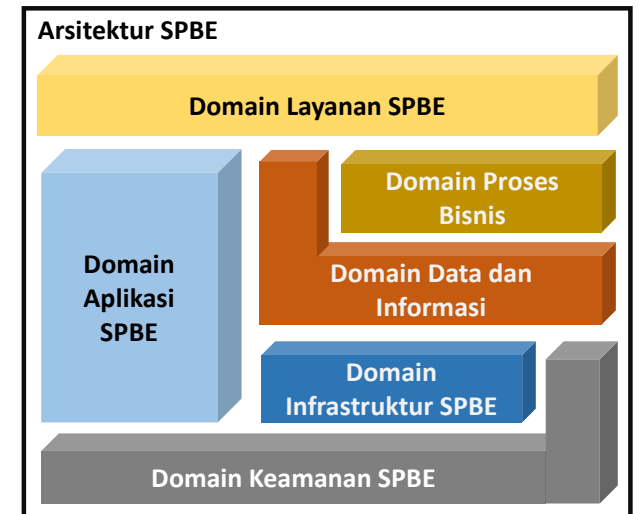 Arsitektur SPBE
Domain Layanan SPBE
Domain Proses
Bisnis
Domain
Aplikasi
SPBE
Domain Data dan
Informasi
Domain
Infrastruktur SPBE
Domain Keamanan SPBE